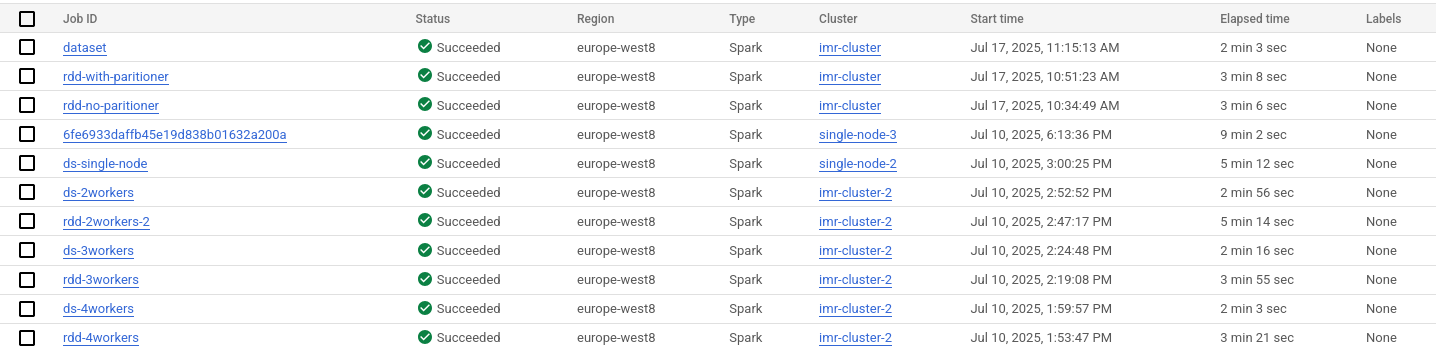 Job ID Status Region Type Cluster Start time Elapsed time Labels
dataset Succeeded europe-west8 Spark imr-cluster Jul 17, 2025, 11:15:13 AM 2 min 3 sec None
rdd-with-paritioner Succeeded europe-west8 Spark imr-cluster Jul 17, 2025, 10:51:23 AM 3 min 8 sec None
rdd-no-paritioner Succeeded europe-west8 Spark imr-cluster Jul 17, 2025, 10:34:49 AM 3 min 6 sec None
6fe6933daffb45e19d838b01632a200a Succeeded europe-west8 Spark single-node-3 Jul 10, 2025, 6:13:36 PM 9 min 2 sec None
ds-single-node Succeeded europe-west8 Spark single-node-2 Jul 10, 2025, 3:00:25 PM 5 min 12 sec None
ds-2workers Succeeded europe-west8 Spark imr-cluster-2 Jul 10, 2025, 2:52:52 PM 2 min 56 sec None
rdd-2workers-2 Succeeded europe-west8 Spark imr-cluster-2 Jul 10, 2025, 2:47:17 PM 5 min 14 sec None
ds-3workers Succeeded europe-west8 Spark imr-cluster-2 Jul 10, 2025, 2:24:48 PM 2 min 16 sec None
rdd-3workers Succeeded europe-west8 Spark imr-cluster-2 Jul 10, 2025, 2:19:08 PM 3 min 55 sec None
ds-4workers Succeeded europe-west8 Spark imr-cluster-2 Jul 10, 2025, 1:59:57 PM 2 min 3 sec None
rdd-4workers Succeeded europe-west8 Spark imr-cluster-2 Jul 10, 2025, 1:53:47 PM 3 min 21 sec None